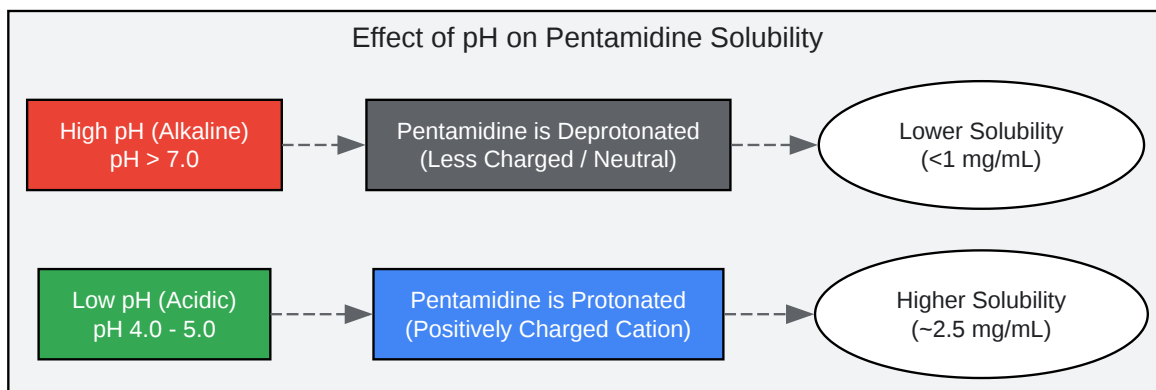 Effect of pH on Pentamidine Solubility
High pH (Alkaline)
pH > 7.0
Pentamidine is Deprotonated
(Less Charged / Neutral)
Lower Solubility
(<1 mg/mL)
Low pH (Acidic)
pH 4.0 - 5.0
Pentamidine is Protonated
(Positively Charged Cation)
Higher Solubility
(~2.5 mg/mL)